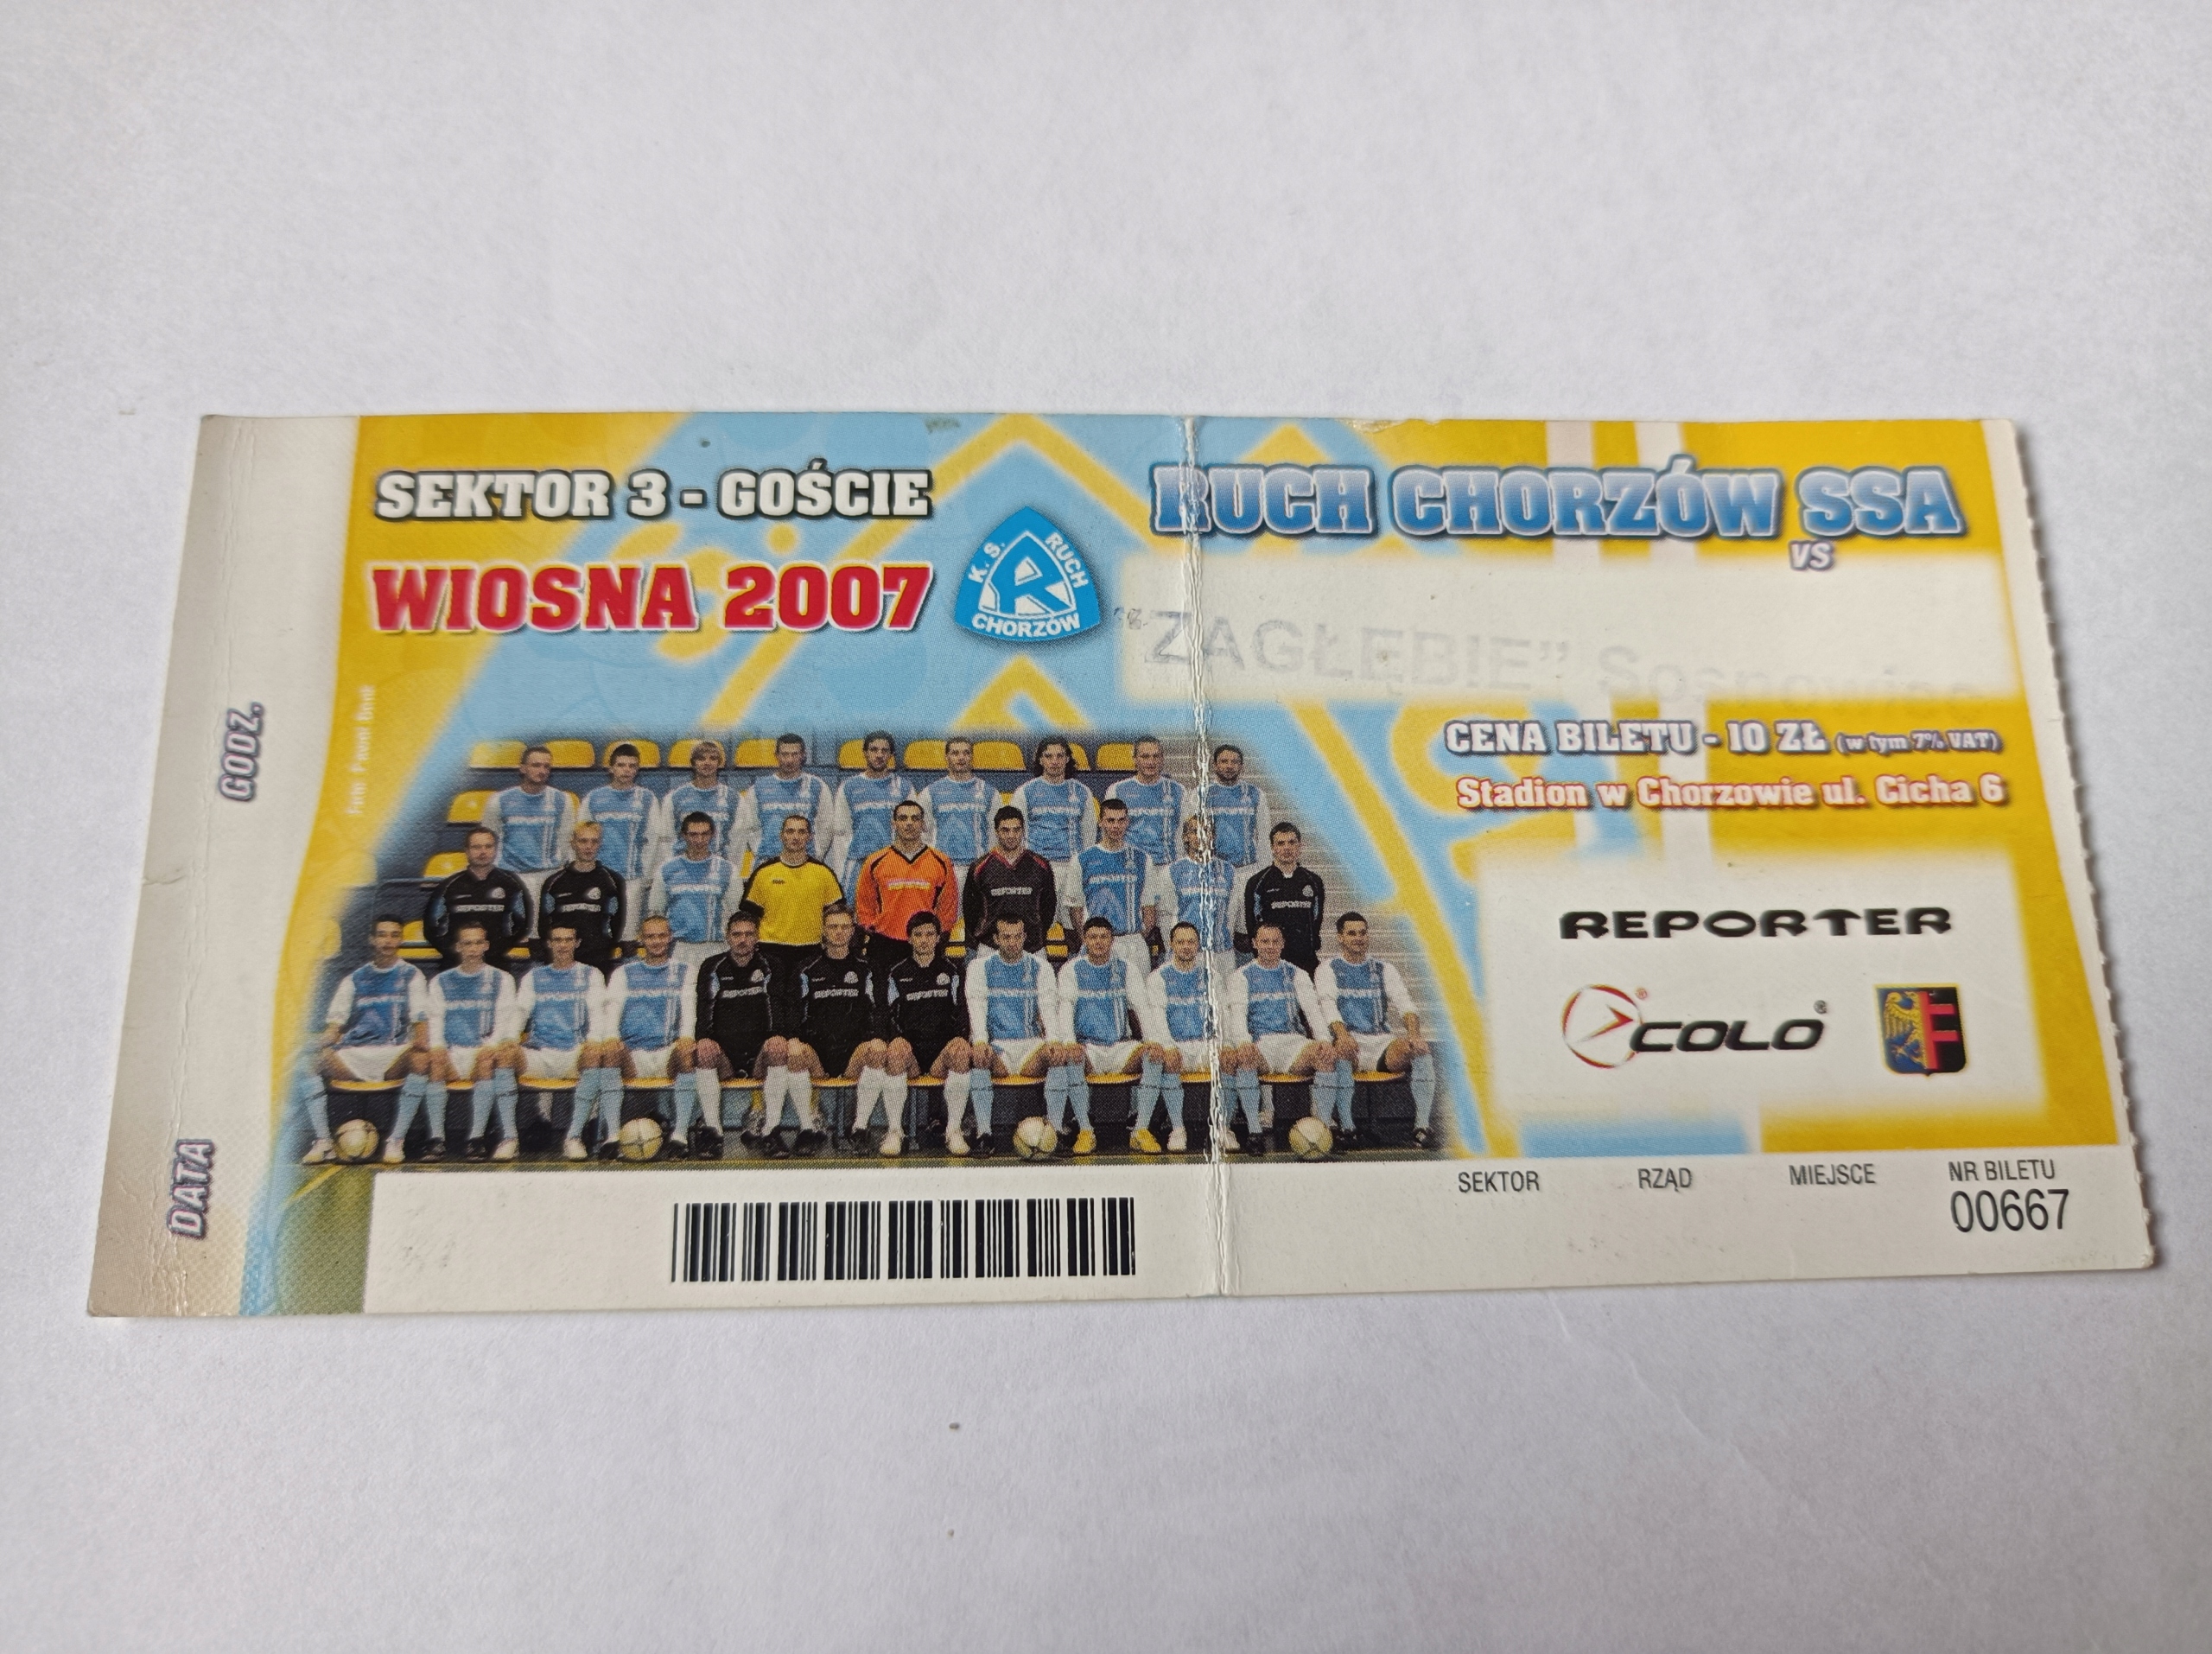 SEKTOR 3 - GOŚCIE
WIOSNA 2007
K. S. RUCH
CHORZÓW
RUCH CHORZÓW SSA
vs
"ZAGŁĘBIE" Sosnowiec
CENA BILETU - 10 ZŁ (w tym 7% VAT)
Stadion w Chorzowie ul. Cicha 6
REPORTER
COLO
GODZ.
DATA
SEKTOR RZĄD MIEJSCE NR BILETU
00667